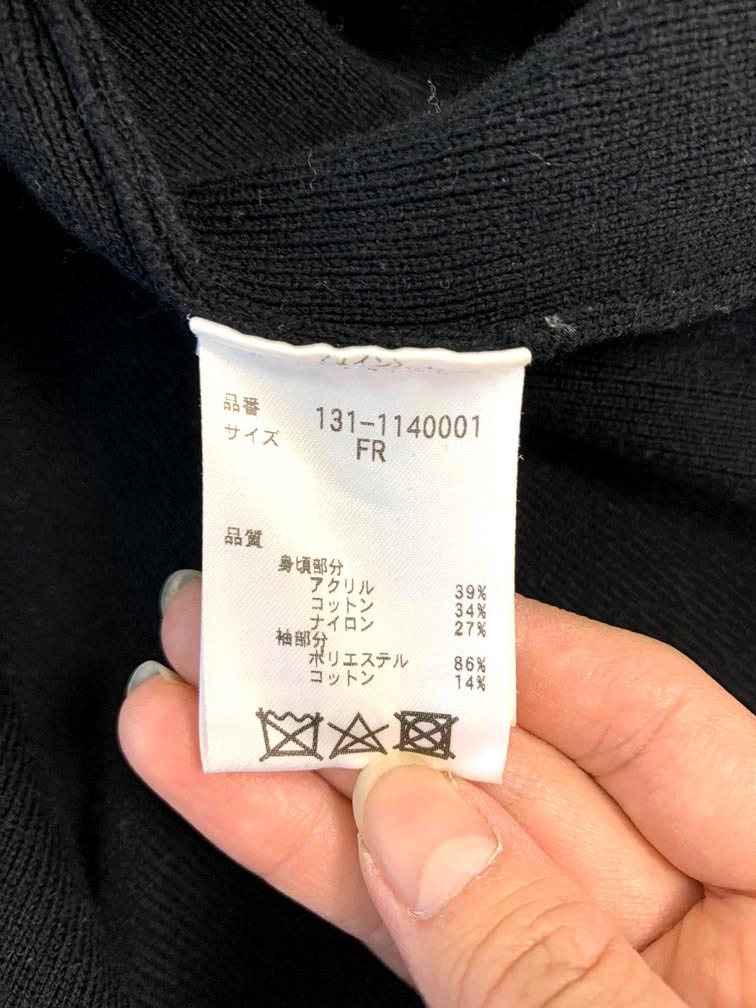 品番 131-1140001
サイズ FR
品質
身頃部分
アクリル 39%
コットン 34%
ナイロン 27%
袖部分
ポリエステル 86%
コットン 14%